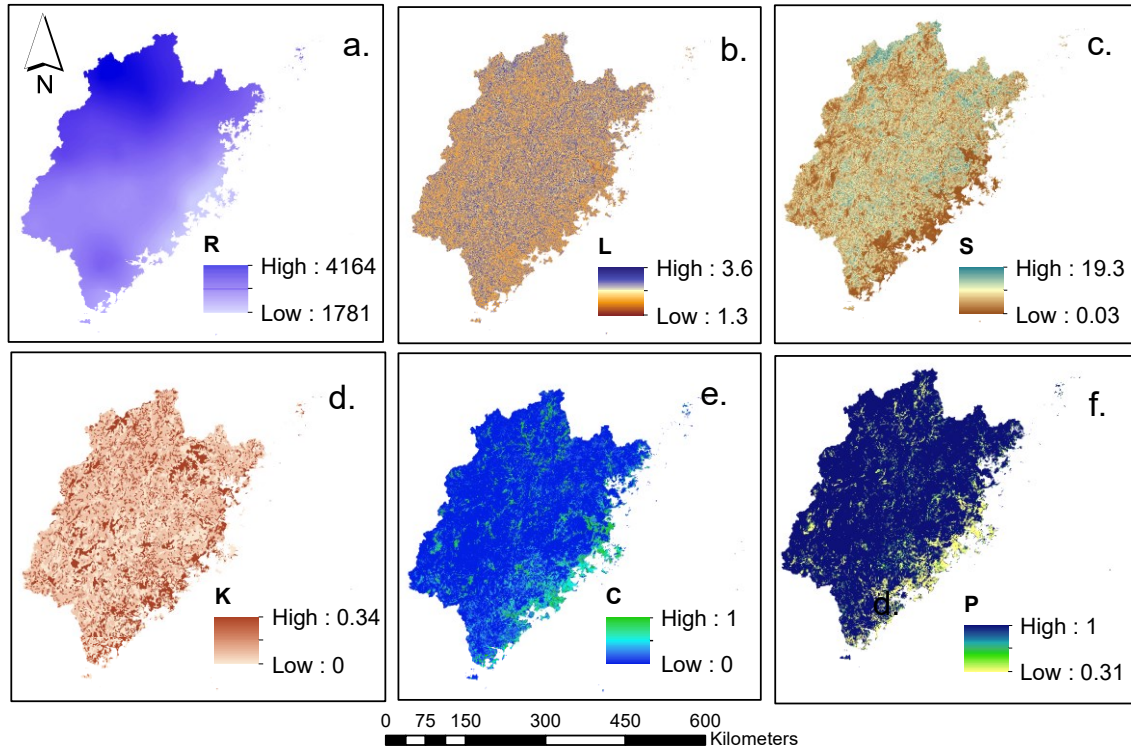 a.
N
R
High : 4164
Low : 1781
b.
L
High : 3.6
Low : 1.3
c.
S
High : 19.3
Low : 0.03
d.
K
High : 0.34
Low : 0
e.
C
High : 1
Low : 0
f.
d.
P
High : 1
Low : 0.31
0 75 150 300 450 600
Kilometers